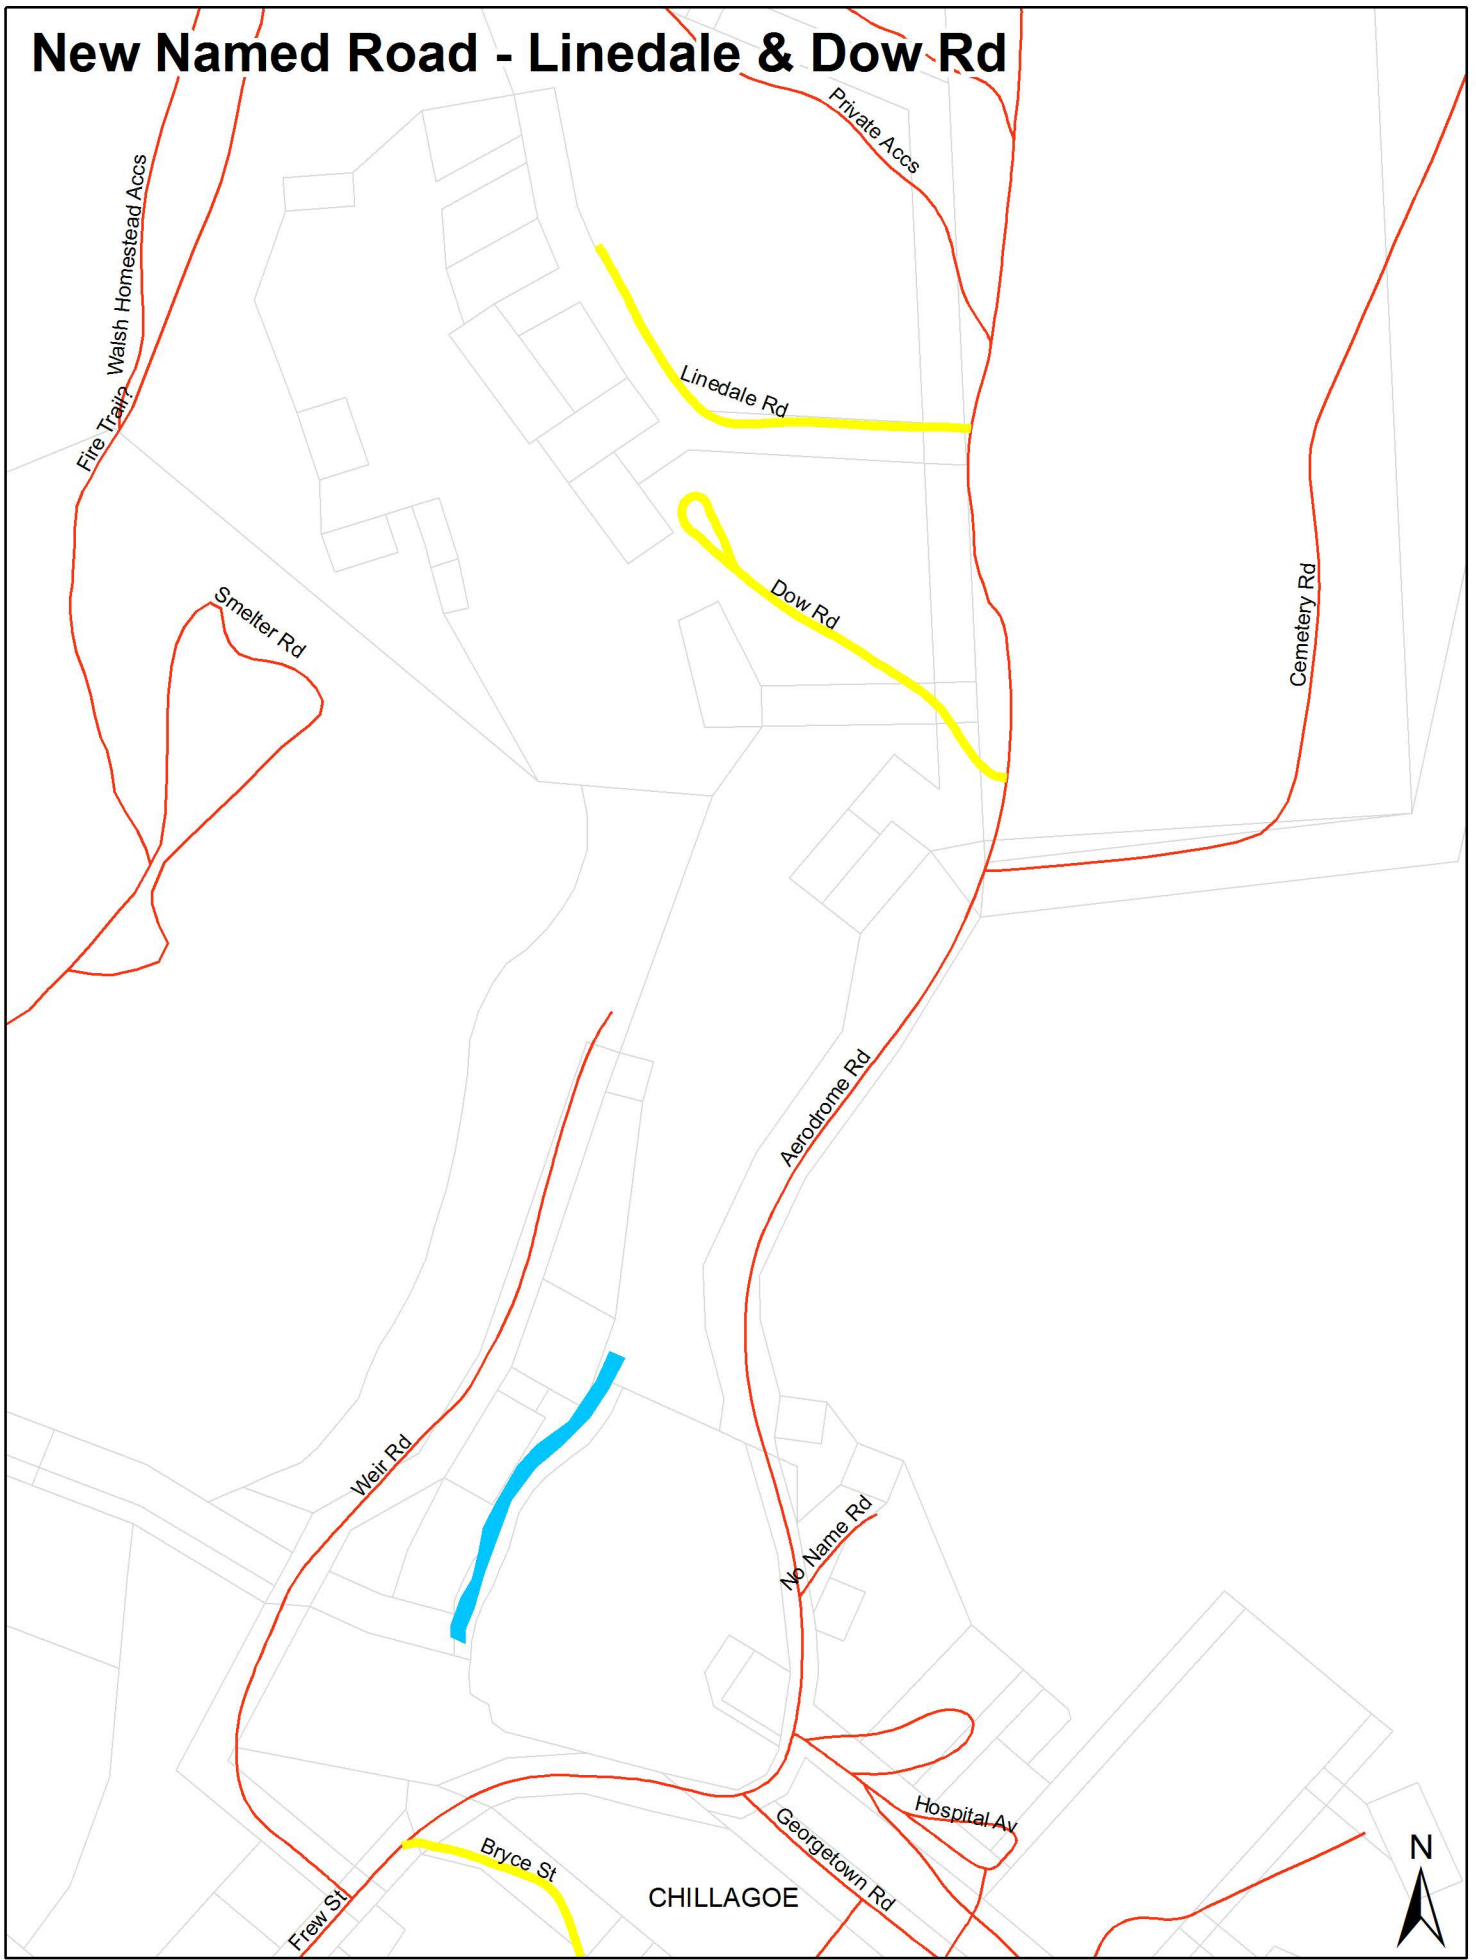 New Named Road - Linedale & Dow Rd
Private Accs
Walsh Homestead Accs
Linedale Rd
Fire Trail?
Dow Rd
Smelter Rd
Cemetery Rd
Aerodrome Rd
Weir Rd
No Name Rd
Hospital Av
Georgetown Rd
Bryce St
N
CHILLAGOE
Frew St